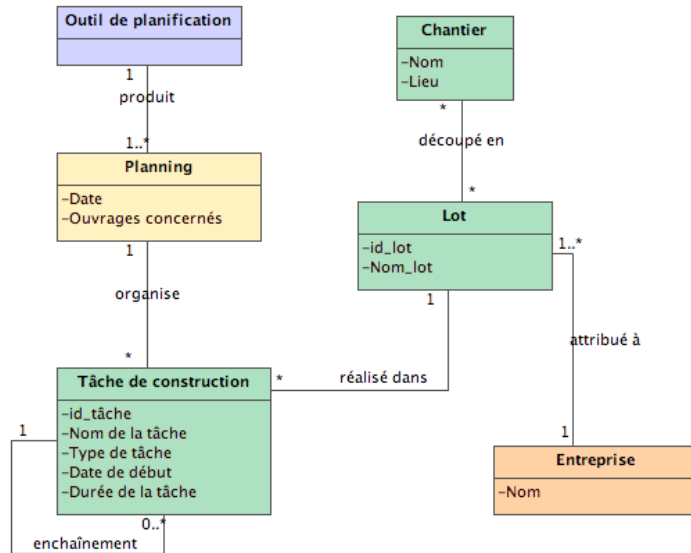 Outil de planification
1
produit
1..*
Planning
-Date
-Ouvrages concernés
1
organise
*
Tâche de construction
-id_tâche
-Nom de la tâche
-Type de tâche
-Date de début
-Durée de la tâche
1
0..*
enchaînement
Chantier
-Nom
-Lieu
*
découpé en
*
Lot
-id_lot
-Nom_lot
1
réalisé dans
*
1..*
attribué à
1
Entreprise
-Nom